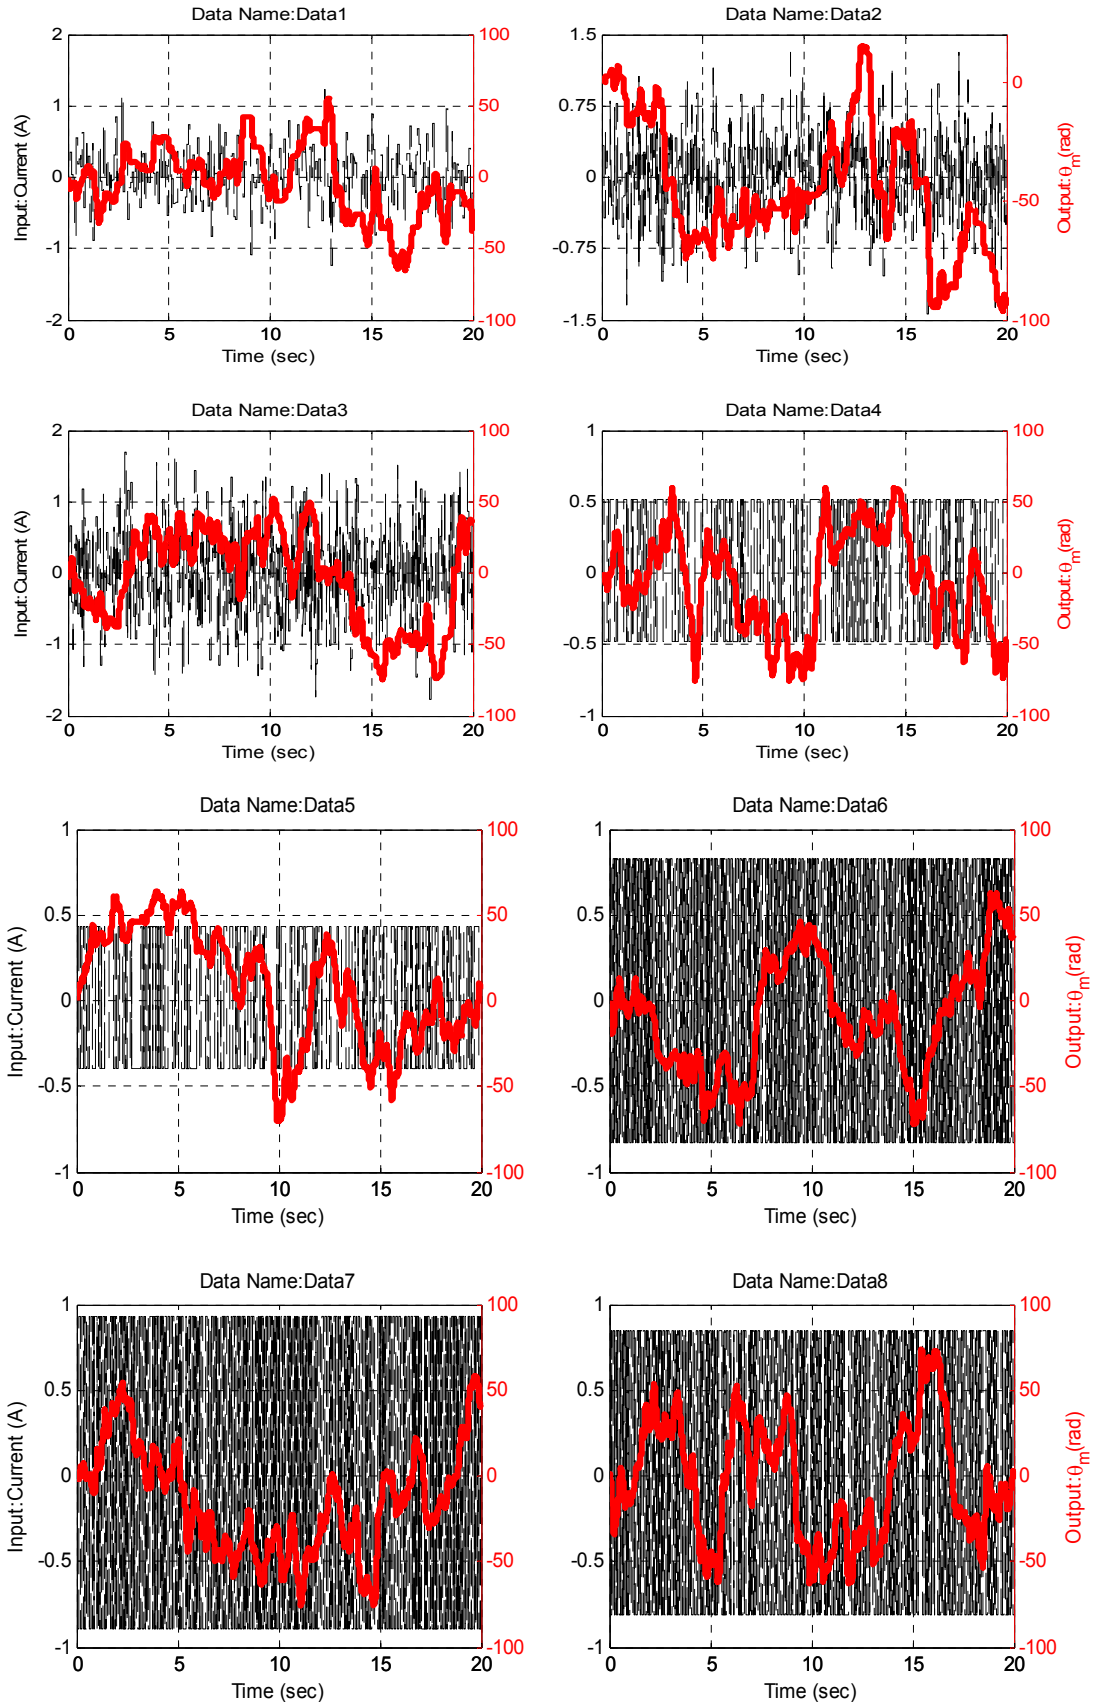 Data Name:Data1
Data Name:Data2
2
1
0
1
2
100
50
0
-50
-100
Input:Current (A)
0 5 10 15 20
Time (sec)
1.5
0.75
0
-0.75
-1.5
0
-50
-100
Output:θm(rad)
0 5 10 15 20
Time (sec)
Data Name:Data3
Data Name:Data4
2
1
0
-1
-2
100
50
0
-50
-100
Input:Current (A)
0 5 10 15 20
Time (sec)
1
0.5
0
-0.5
-1
100
50
0
-50
-100
Output:θm(rad)
0 5 10 15 20
Time (sec)
Data Name:Data5
Data Name:Data6
1
0.5
0
-0.5
-1
100
50
0
-50
-100
Input:Current (A)
0 5 10 15 20
Time (sec)
1
0.5
0
-0.5
-1
100
50
0
-50
-100
Output:θm(rad)
0 5 10 15 20
Time (sec)
Data Name:Data7
Data Name:Data8
1
0.5
0
-0.5
-1
100
50
0
-50
-100
Input:Current (A)
0 5 10 15 20
Time (sec)
1
0.5
0
-0.5
-1
100
50
0
-50
-100
Output:θm(rad)
0 5 10 15 20
Time (sec)